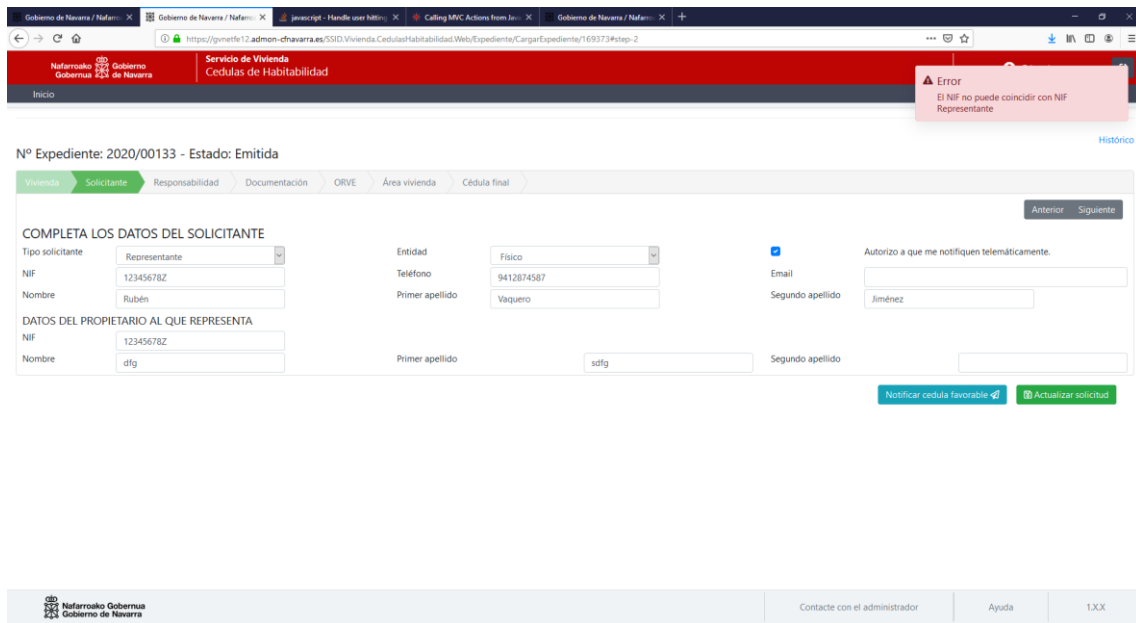 Gobierno de Navarra / Nafarro Gobierno de Navarra / Nafarro javascript - Handle user hitting Calling MVC Actions from Java Gobierno de Navarra / Nafarro
https://gvnetfe12.admon-cfnavarra.es/SSID.Vivienda.CedulasHabitabilidad.Web/Expediente/CargarExpediente/169373#step-2
Nafarroako Gobierno
Gobernua de Navarra
Servicio de Vivienda
Cedulas de Habitabilidad
Error
El NIF no puede coincidir con NIF
Representante
Inicio
Histórico
Nº Expediente: 2020/00133 - Estado: Emitida
Vivienda Solicitante Responsabilidad Documentación ORVE Área vivienda Cédula final
Anterior Siguiente
COMPLETA LOS DATOS DEL SOLICITANTE
Tipo solicitante Representante Entidad Físico Autorizo a que me notifiquen telemáticamente.
NIF 12345678Z Teléfono 9412874587 Email
Nombre Rubén Primer apellido Vaquero Segundo apellido Jiménez
DATOS DEL PROPIETARIO AL QUE REPRESENTA
NIF 12345678Z
Nombre dfg Primer apellido sdfg Segundo apellido
Notificar cedula favorable Actualizar solicitud
Nafarroako Gobernua
Gobierno de Navarra
Contacte con el administrador Ayuda 1.X.X